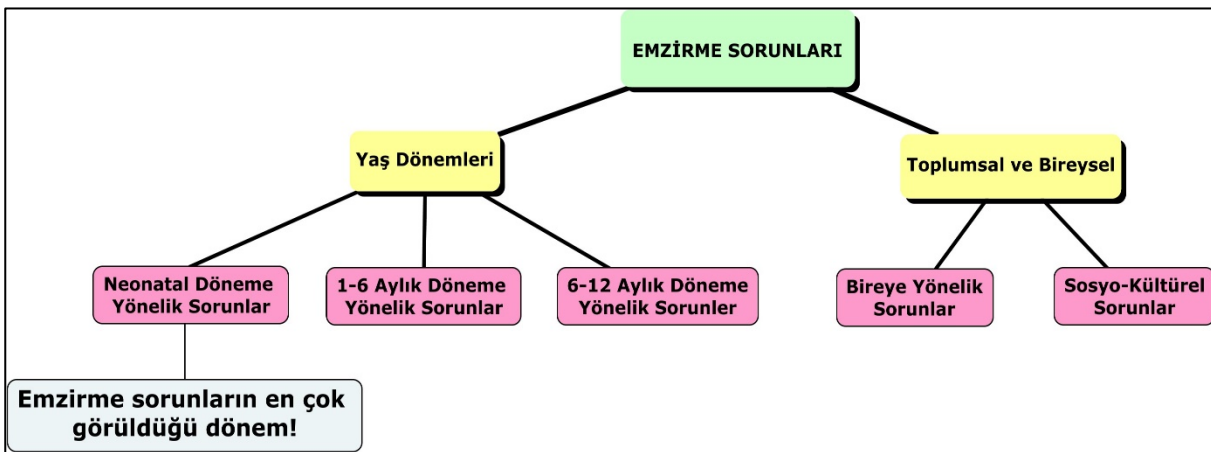 EMZİRME SORUNLARI
Yaş Dönemleri
Toplumsal ve Bireysel
Neonatal Döneme
Yönelik Sorunlar
1-6 Aylık Döneme
Yönelik Sorunlar
6-12 Aylık Döneme
Yönelik Sorunler
Bireye Yönelik
Sorunlar
Sosyo-Kültürel
Sorunlar
Emzirme sorunların en çok
görüldüğü dönem!